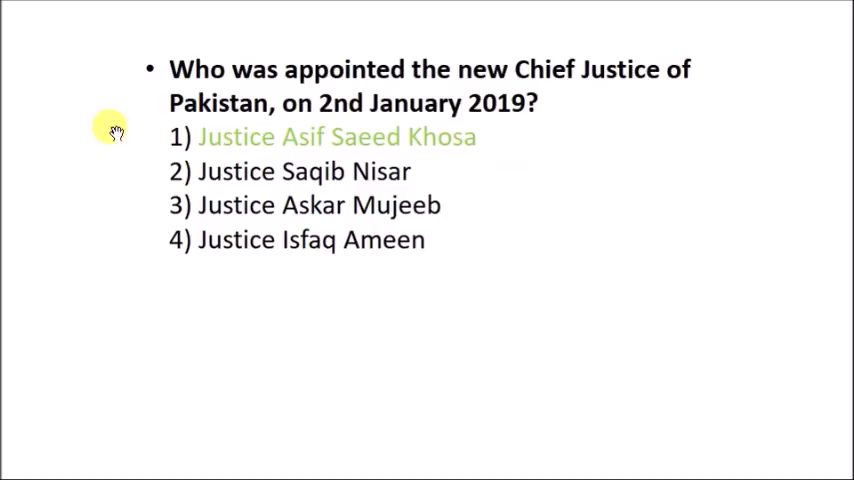 • Who was appointed the new Chief Justice of
Pakistan, on 2nd January 2019?
1) Justice Asif Saeed Khosa
2) Justice Saqib Nisar
3) Justice Askar Mujeeb
4) Justice Isfaq Ameen